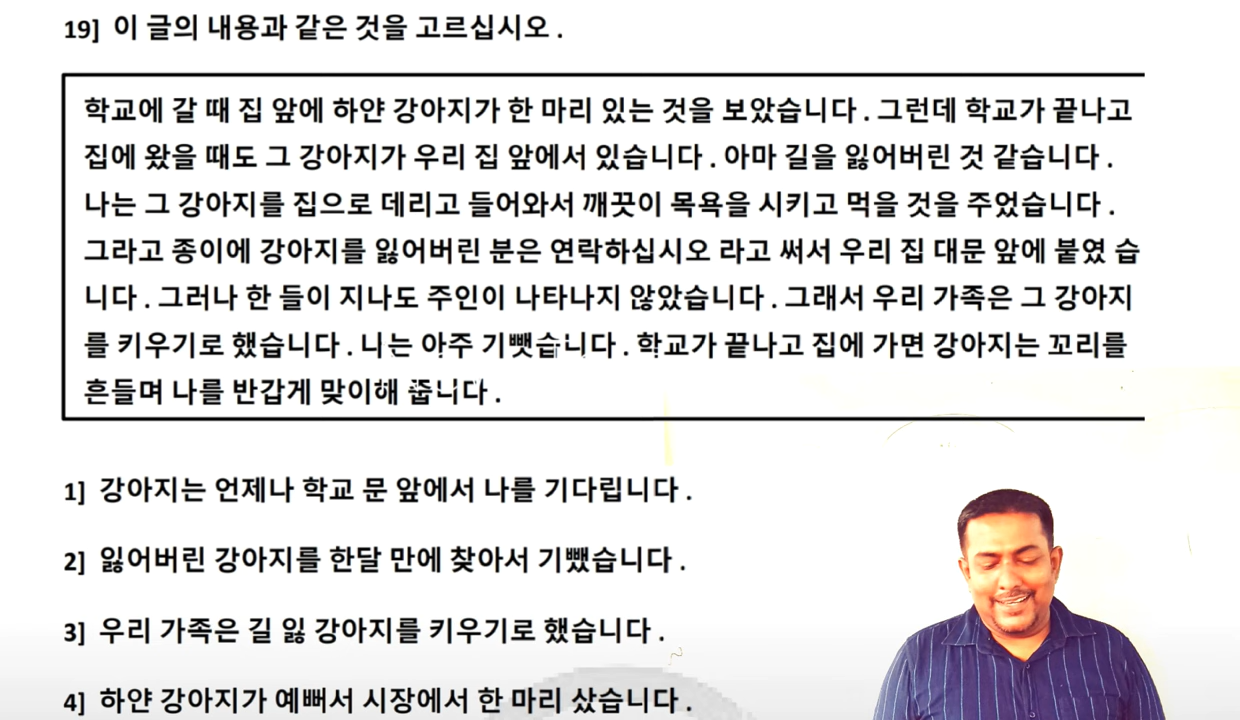 19] 이 글의 내용과 같은 것을 고르십시오 .
학교에 갈 때 집 앞에 하얀 강아지가 한 마리 있는 것을 보았습니다 . 그런데 학교가 끝나고
집에 왔을 때도 그 강아지가 우리 집 앞에서 있습니다 . 아마 길을 잃어버린 것 같습니다 .
나는 그 강아지를 집으로 데리고 들어와서 깨끗이 목욕을 시키고 먹을 것을 주었습니다 .
그라고 종이에 강아지를 잃어버린 분은 연락하십시오 라고 써서 우리 집 대문 앞에 붙였 습
니다 . 그러나 한 들이 지나도 주인이 나타나지 않았습니다 . 그래서 우리 가족은 그 강아지
를 키우기로 했습니다 . 니는 아주 기뻿습니다 . 학교가 끝나고 집에 가면 강아지는 꼬리를
흔들며 나를 반갑게 맞이해 줍니다 .
1] 강아지는 언제나 학교 문 앞에서 나를 기다립니다 .
2] 잃어버린 강아지를 한달 만에 찾아서 기뻤습니다 .
3] 우리 가족은 길 잃 강아지를 키우기로 했습니다 .
4] 하얀 강아지가 예뻐서 시장에서 한 마리 샀습니다 .